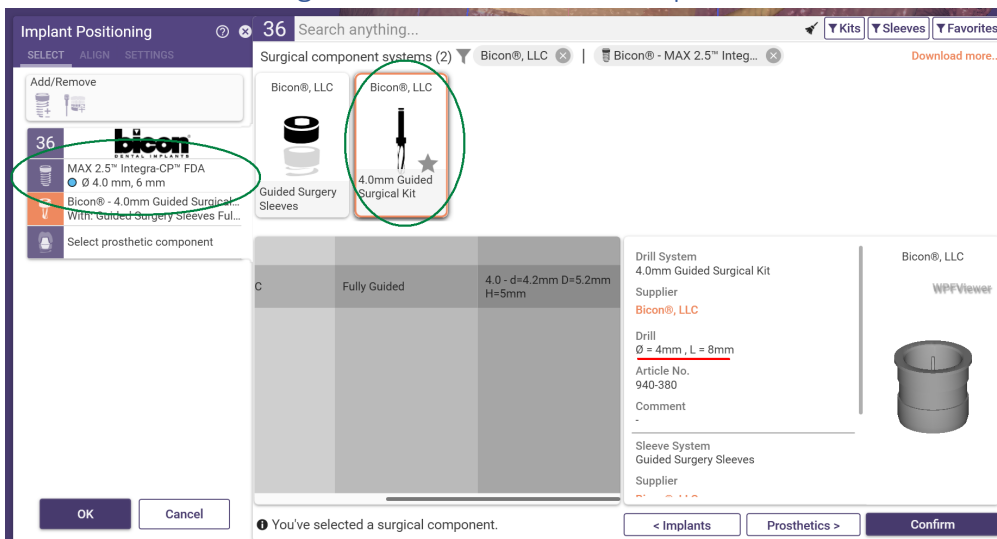 Implant Positioning
SELECT ALIGN SETTINGS
Add/Remove
36
bicon
DENTAL IMPLANTS
MAX 2.5™ Integra-CP™ FDA
Ø 4.0 mm, 6 mm
Bicon® - 4.0mm Guided Surgical...
With: Guided Surgery Sleeves Ful...
Select prosthetic component
OK Cancel
36 Search anything...
Kits Sleeves Favorites
Surgical component systems (2) Bicon®, LLC | Bicon® - MAX 2.5™ Integ... Download more...
Bicon®, LLC
Guided Surgery
Sleeves
Bicon®, LLC
4.0mm Guided
Surgical Kit
C Fully Guided 4.0 - d=4.2mm D=5.2mm
H=5mm
Drill System
4.0mm Guided Surgical Kit
Supplier
Bicon®, LLC
Drill
Ø = 4mm , L = 8mm
Article No.
940-380
Comment
-
Sleeve System
Guided Surgery Sleeves
Supplier
Bicon®, LLC
WPFViewer
You've selected a surgical component.
< Implants Prosthetics > Confirm